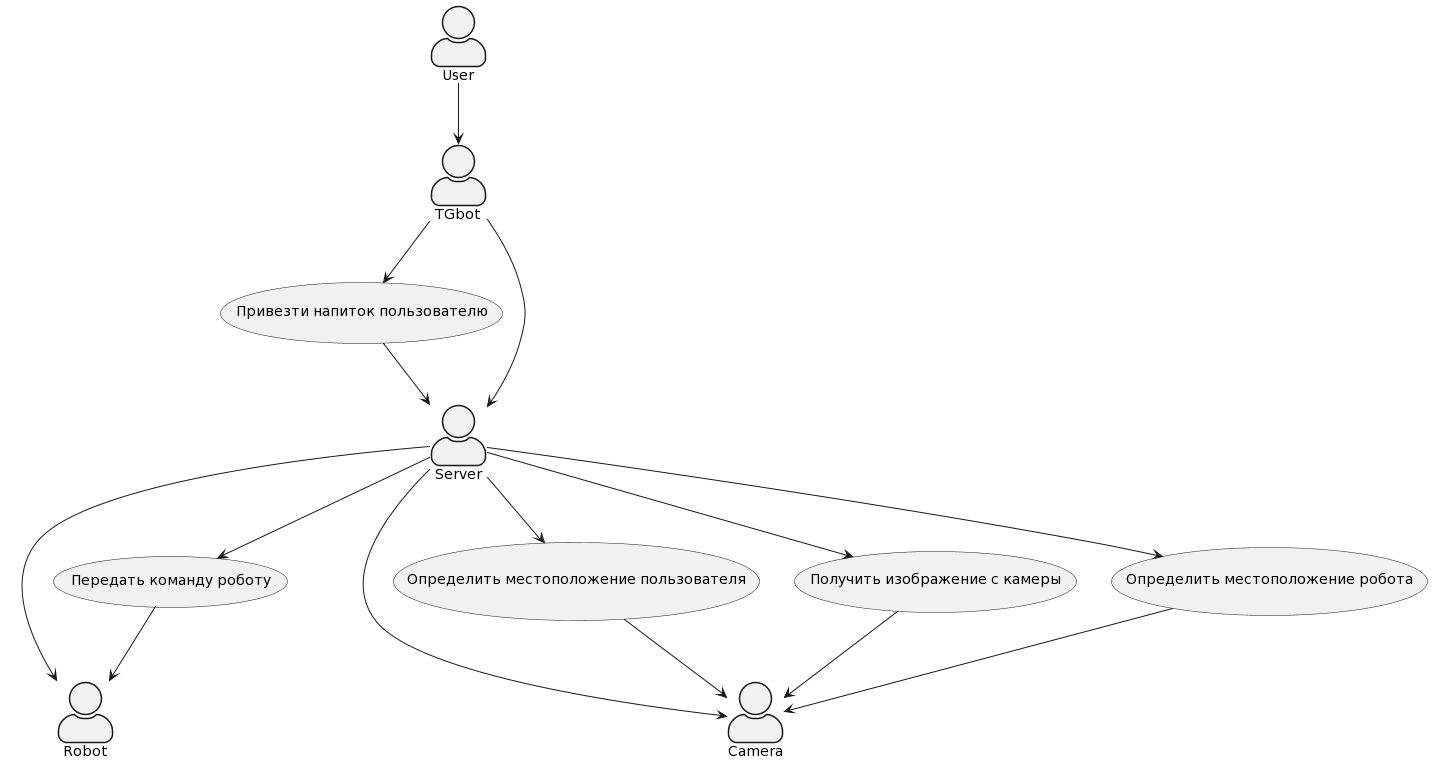 User
TGbot
Привезти напиток пользователю
Server
Передать команду роботу
Определить местоположение пользователя
Получить изображение с камеры
Определить местоположение робота
Robot
Camera